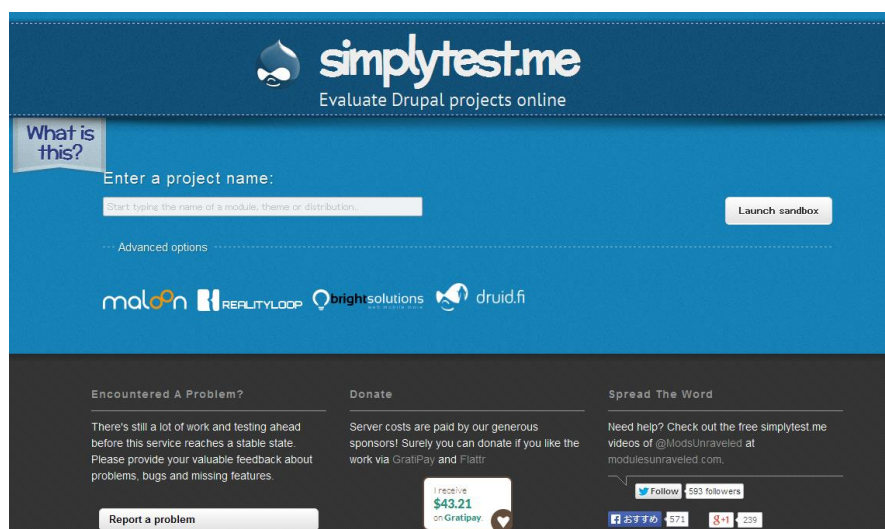 simplytest.me
Evaluate Drupal projects online
What is
this?
Enter a project name:
Start typing the name of a module, theme or distribution..
Launch sandbox
Advanced options
maloon
REALITYLOOP
brightsolutions
web mobile more
druid.fi
Encountered A Problem?
There's still a lot of work and testing ahead
before this service reaches a stable state.
Please provide your valuable feedback about
problems, bugs and missing features.
Report a problem
Donate
Server costs are paid by our generous
sponsors! Surely you can donate if you like the
work via GratiPay and Flattr
I receive
$43.21
on Gratipay.
Spread The Word
Need help? Check out the free simplytest.me
videos of @ModsUnraveled at
modulesunraveled.com.
Follow 593 followers
おすすめ 571 g+1 239